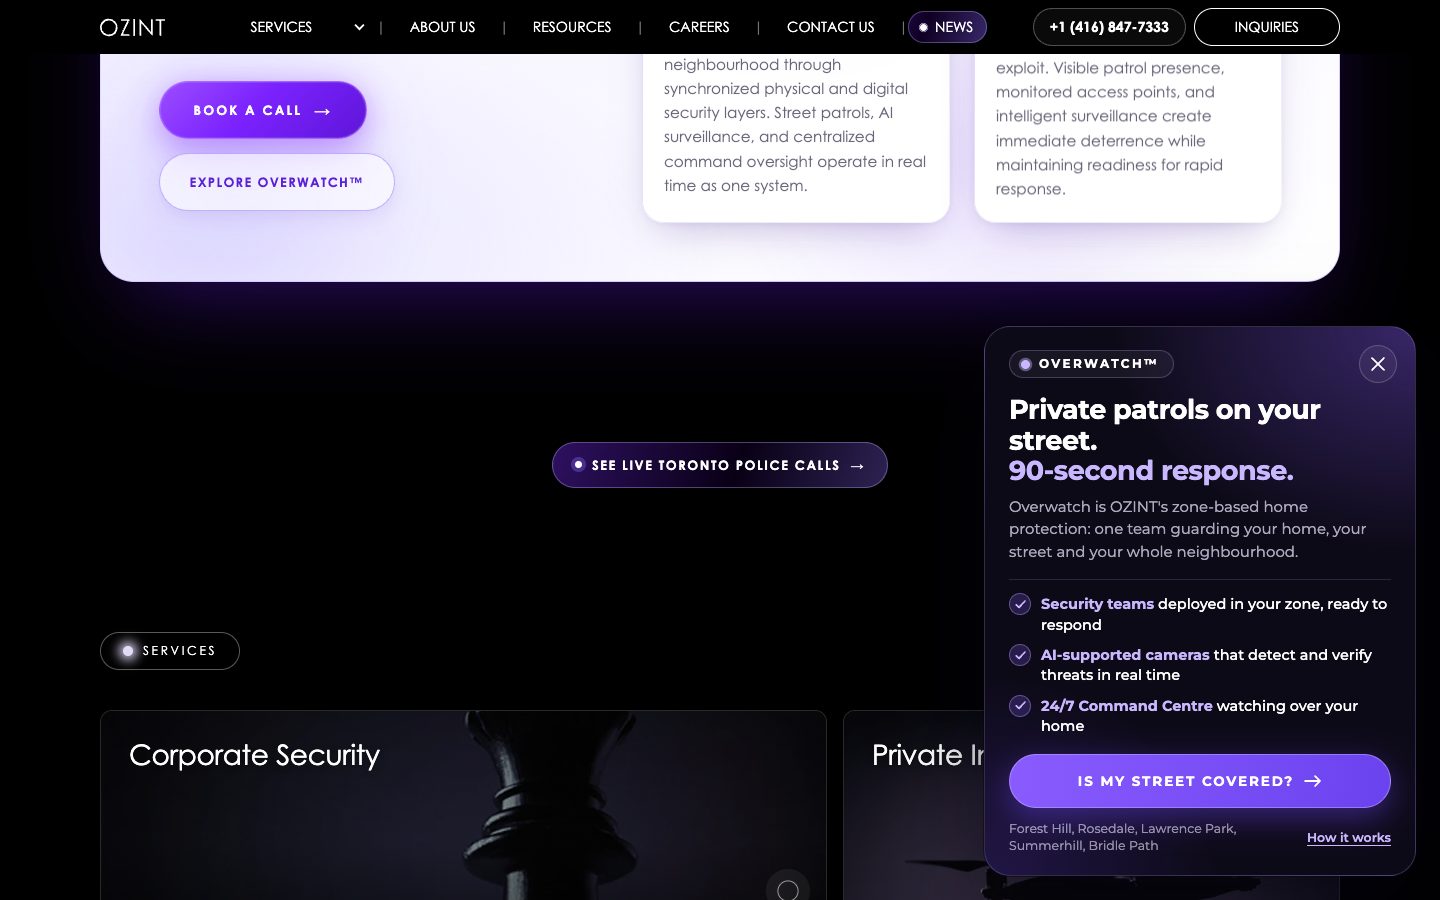 OZINT
SERVICES
ABOUT US
RESOURCES
CAREERS
CONTACT US
NEWS
+1 (416) 847-7333
INQUIRIES
BOOK A CALL →
EXPLORE OVERWATCH™
neighbourhood through
synchronized physical and digital
security layers. Street patrols, AI
surveillance, and centralized
command oversight operate in real
time as one system.
exploit. Visible patrol presence,
monitored access points, and
intelligent surveillance create
immediate deterrence while
maintaining readiness for rapid
response.
SEE LIVE TORONTO POLICE CALLS →
SERVICES
Corporate Security
Private
OVERWATCH™
Private patrols on your
street.
90-second response.
Overwatch is OZINT's zone-based home
protection: one team guarding your home, your
street and your whole neighbourhood.
Security teams deployed in your zone, ready to
respond
AI-supported cameras that detect and verify
threats in real time
24/7 Command Centre watching over your
home
IS MY STREET COVERED? →
Forest Hill, Rosedale, Lawrence Park,
Summerhill, Bridle Path
How it works